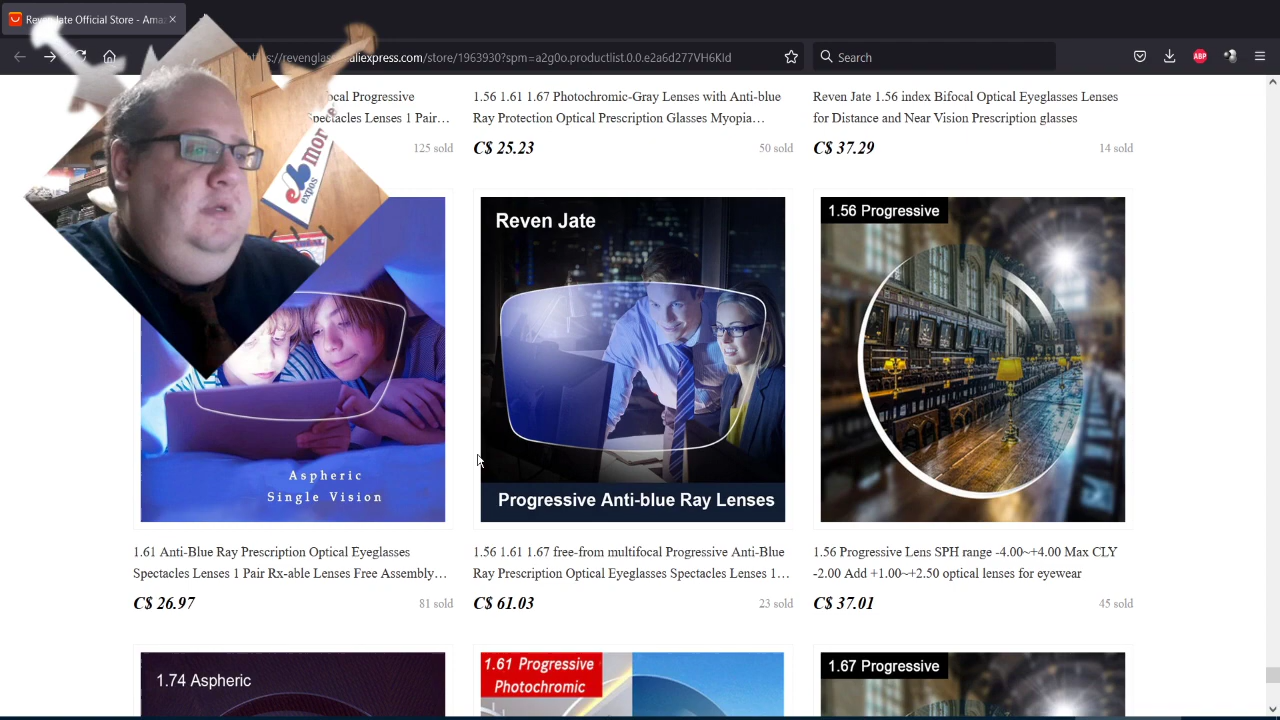 Reven Jate Official Store - Ama
https://revenglass.aliexpress.com/store/1963930?spm=a2g0o.productlist.0.0.e2a6d277VH6KId
Search
ABP
ocal Progressive
Spectacles Lenses 1 Pair…
125 sold
1.56 1.61 1.67 Photochromic-Gray Lenses with Anti-blue
Ray Protection Optical Prescription Glasses Myopia…
C$ 25.23
50 sold
Reven Jate 1.56 index Bifocal Optical Eyeglasses Lenses
for Distance and Near Vision Prescription glasses
C$ 37.29
14 sold
expos
Aspheric
Single Vision
Reven Jate
Progressive Anti-blue Ray Lenses
1.56 Progressive
1.61 Anti-Blue Ray Prescription Optical Eyeglasses
Spectacles Lenses 1 Pair Rx-able Lenses Free Assembly…
C$ 26.97
81 sold
1.56 1.61 1.67 free-from multifocal Progressive Anti-Blue
Ray Prescription Optical Eyeglasses Spectacles Lenses 1…
C$ 61.03
23 sold
1.56 Progressive Lens SPH range -4.00~+4.00 Max CLY
-2.00 Add +1.00~+2.50 optical lenses for eyewear
C$ 37.01
45 sold
1.74 Aspheric
1.61 Progressive
Photochromic
1.67 Progressive